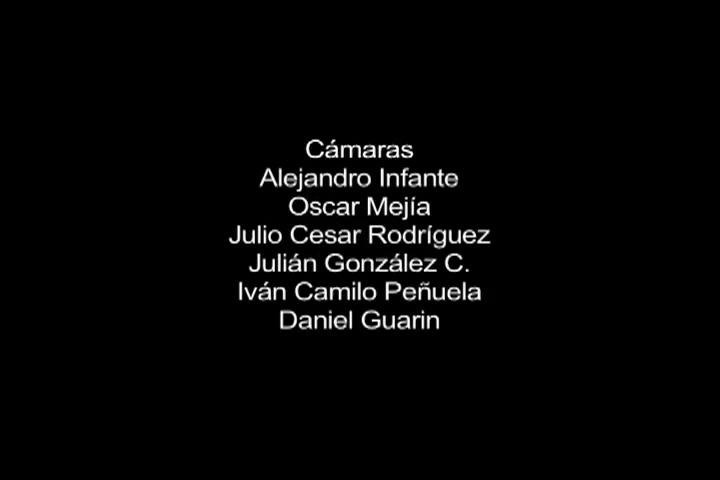 Cámaras
Alejandro Infante
Oscar Mejía
Julio Cesar Rodríguez
Julián González C.
Iván Camilo Peñuela
Daniel Guarin